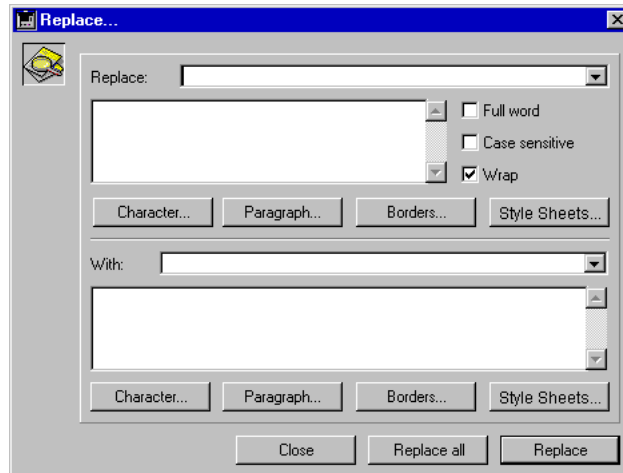 Replace...
Replace:
Full word
Case sensitive
Wrap
Character... Paragraph... Borders... Style Sheets...
With:
Character... Paragraph... Borders... Style Sheets...
Close Replace all Replace